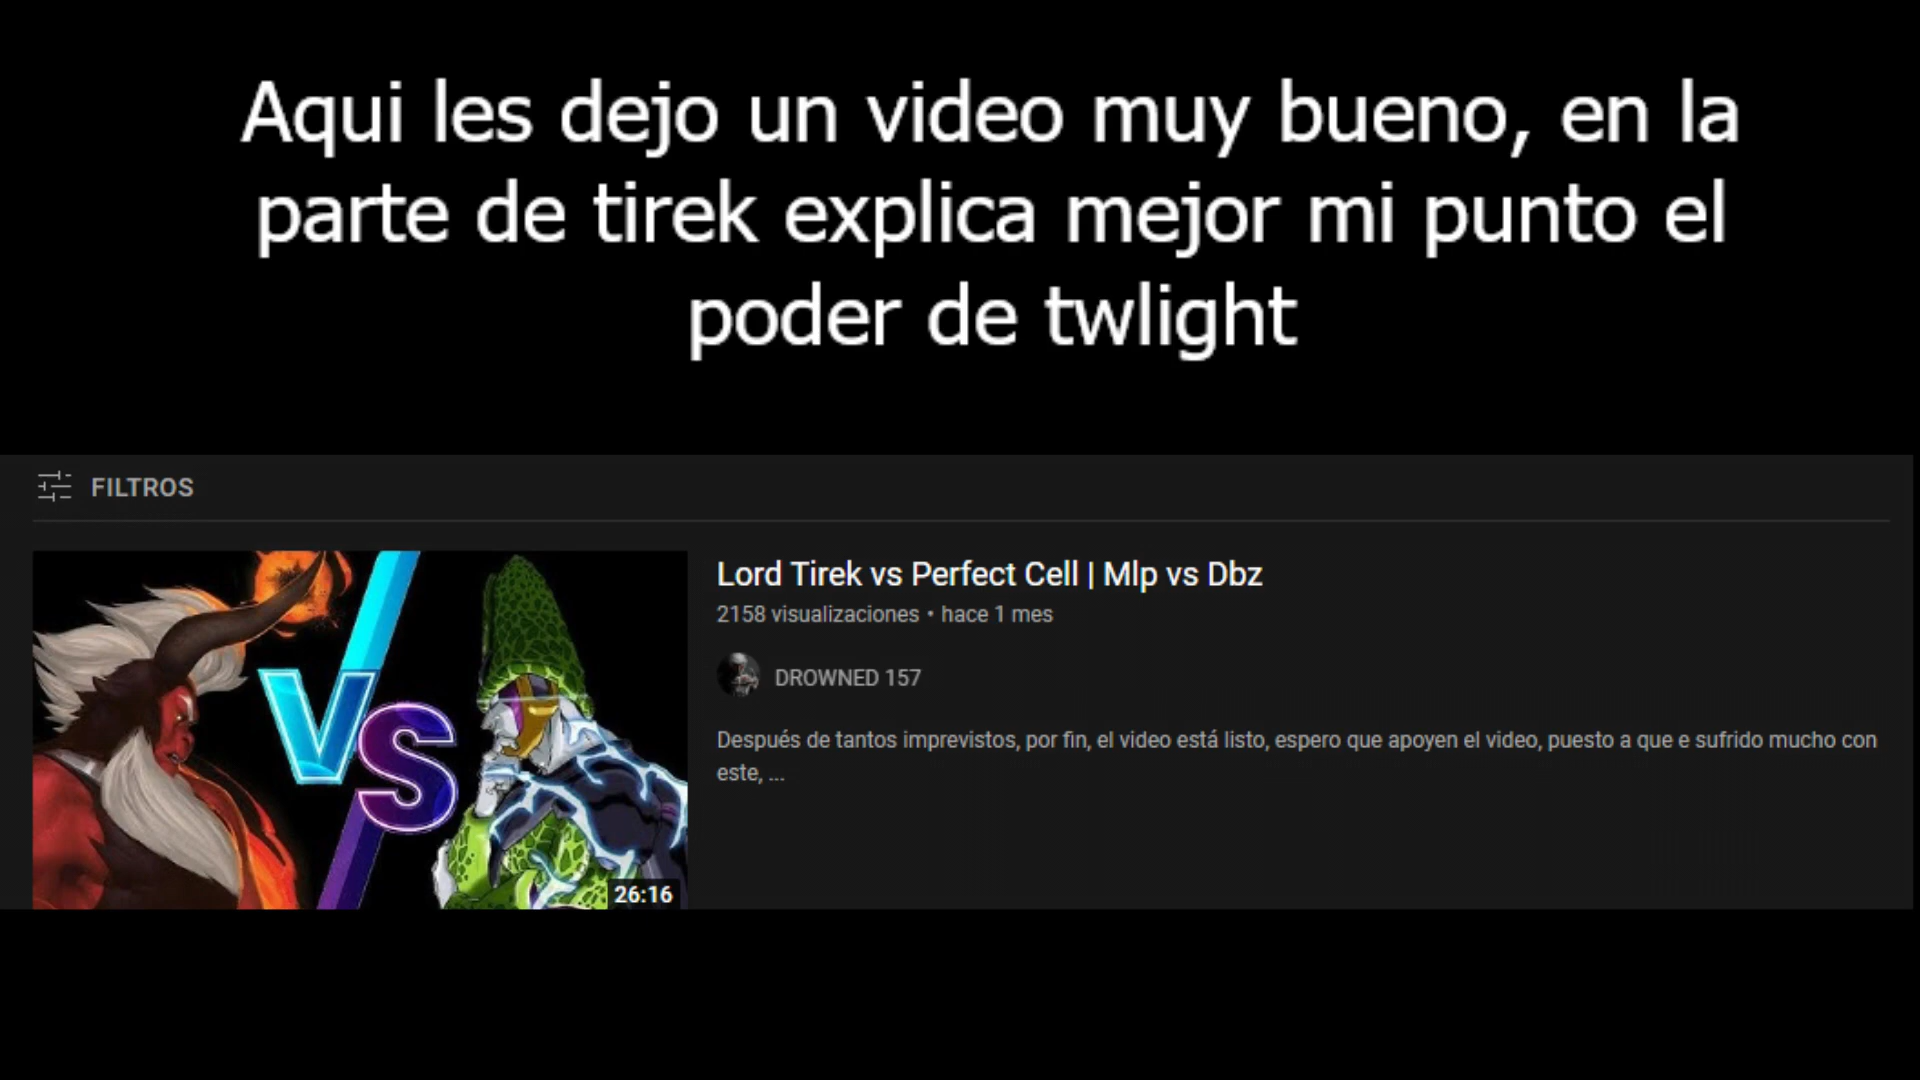 Aqui les dejo un video muy bueno, en la
parte de tirek explica mejor mi punto el
poder de twlight
FILTROS
VS
26:16
Lord Tirek vs Perfect Cell | Mlp vs Dbz
2158 visualizaciones • hace 1 mes
DROWNED 157
Después de tantos imprevistos, por fin, el video está listo, espero que apoyen el video, puesto a que e sufrido mucho con
este, ...